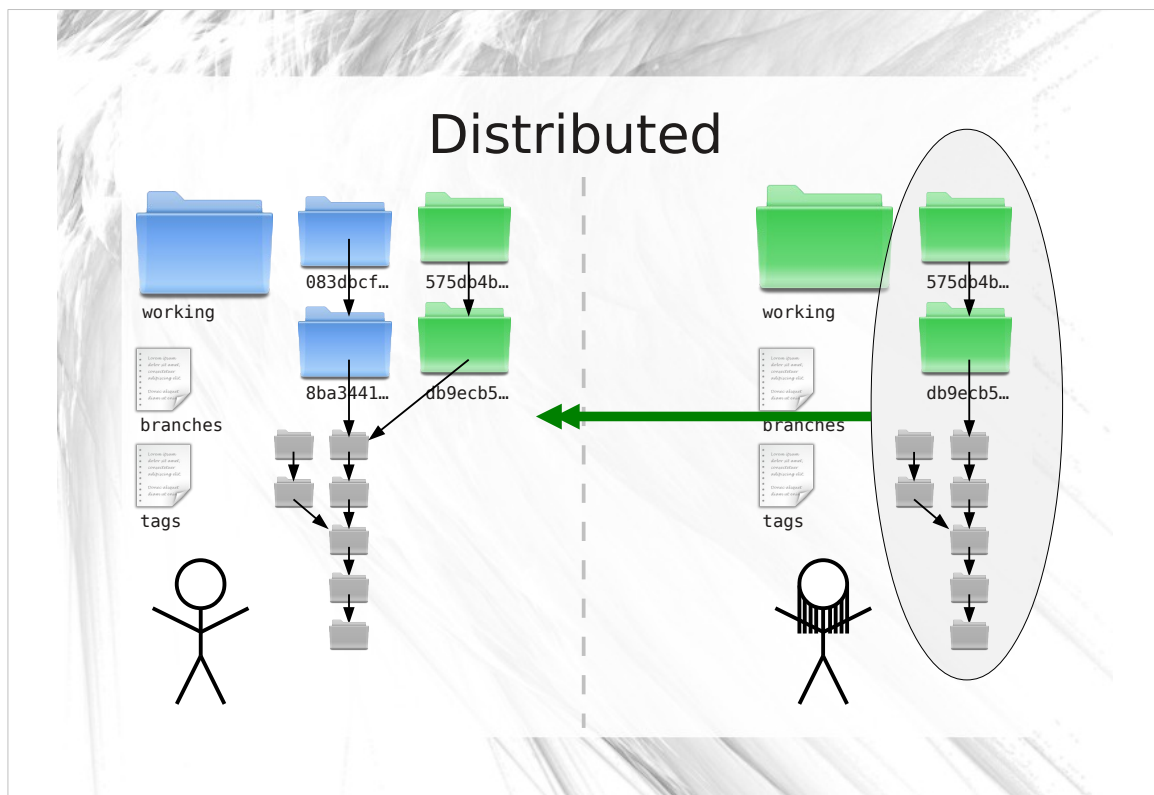 Distributed
083dbcf…
575db4b…
working
8ba3441…
db9ecb5…
branches
tags
575db4b…
working
db9ecb5…
branches
tags